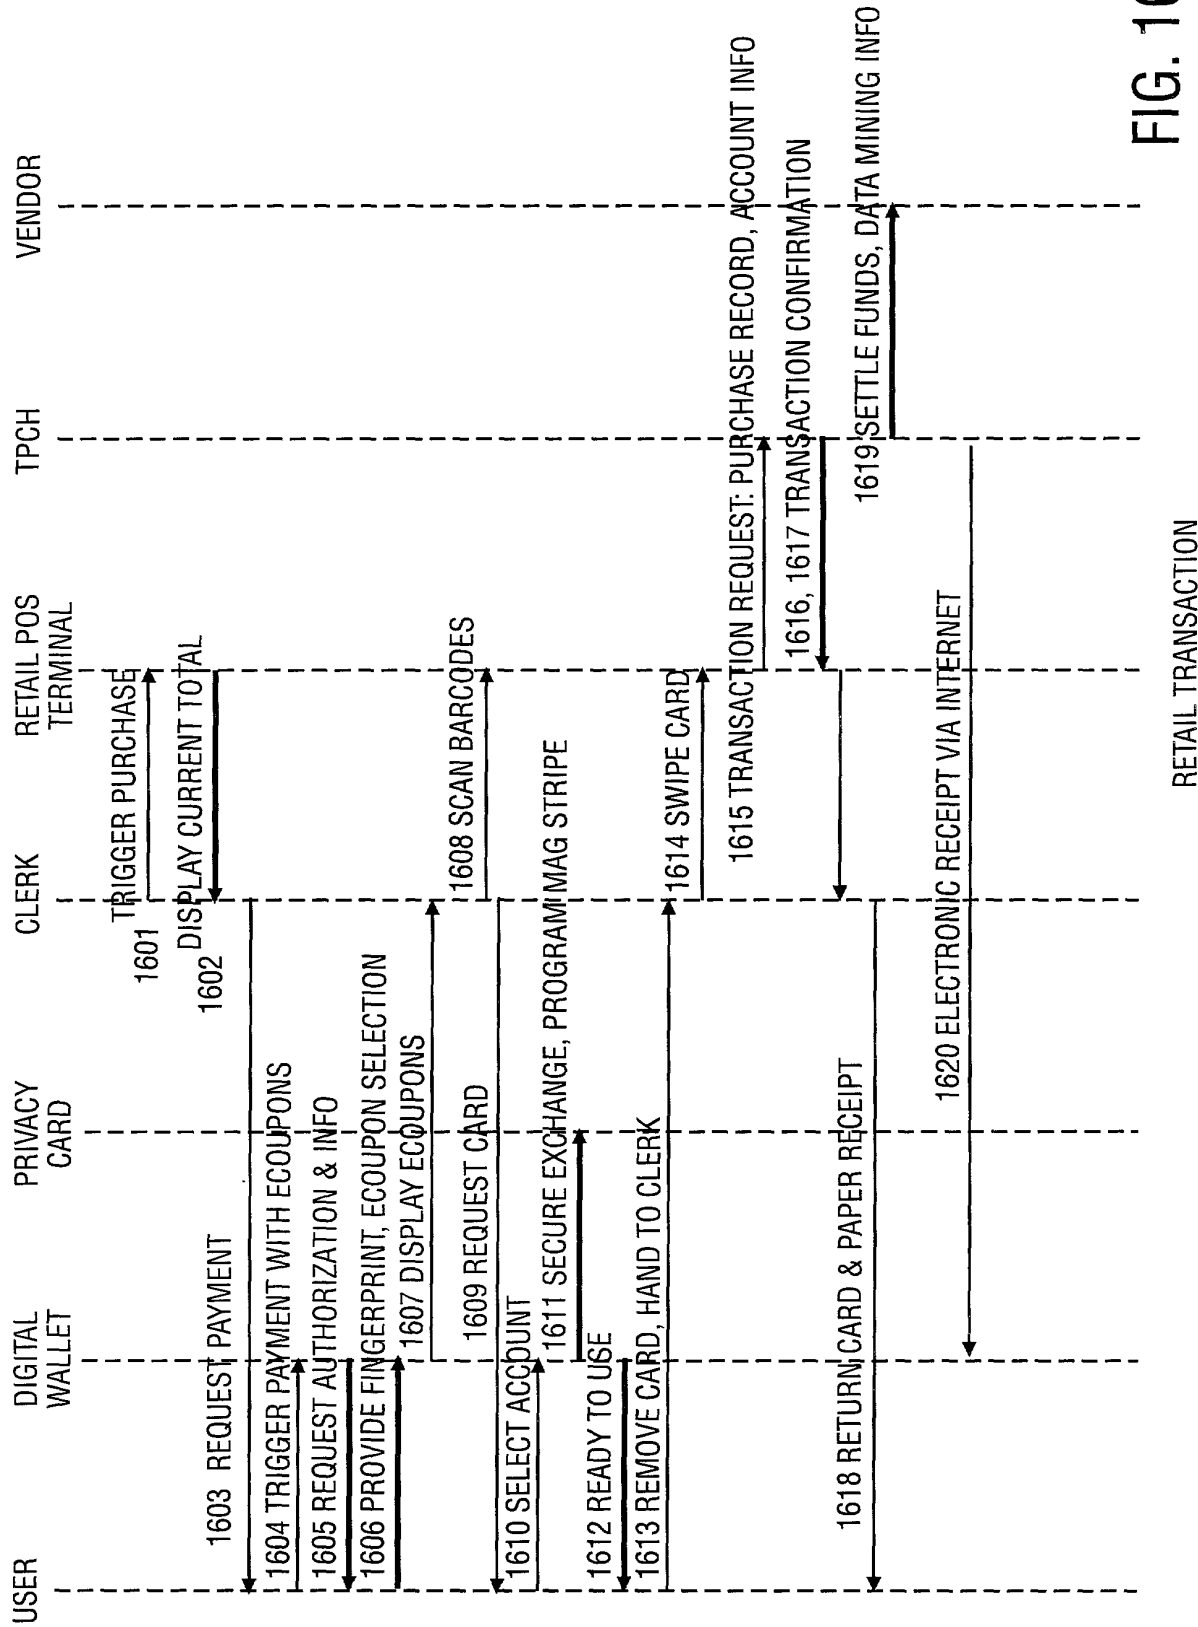 USER
DIGITAL
WALLET
PRIVACY
CARD
CLERK
RETAIL POS
TERMINAL
TPCH
VENDOR
TRIGGER PURCHASE
1601
DISPLAY CURRENT TOTAL
1602
1603 REQUEST PAYMENT
1604 TRIGGER PAYMENT WITH ECOUPONS
1605 REQUEST AUTHORIZATION & INFO
1606 PROVIDE FINGERPRINT, ECOUPON SELECTION
1607 DISPLAY ECOUPONS
1608 SCAN BARCODES
1609 REQUEST CARD
1610 SELECT ACCOUNT
1611 SECURE EXCHANGE, PROGRAM MAG STRIPE
1612 READY TO USE
1613 REMOVE CARD, HAND TO CLERK
1614 SWIPE CARD
1615 TRANSACTION REQUEST: PURCHASE RECORD, ACCOUNT INFO
1616, 1617 TRANSACTION CONFIRMATION
1618 RETURN CARD & PAPER RECEIPT
1619 SETTLE FUNDS, DATA MINING INFO
1620 ELECTRONIC RECEIPT VIA INTERNET
RETAIL TRANSACTION
FIG. 16